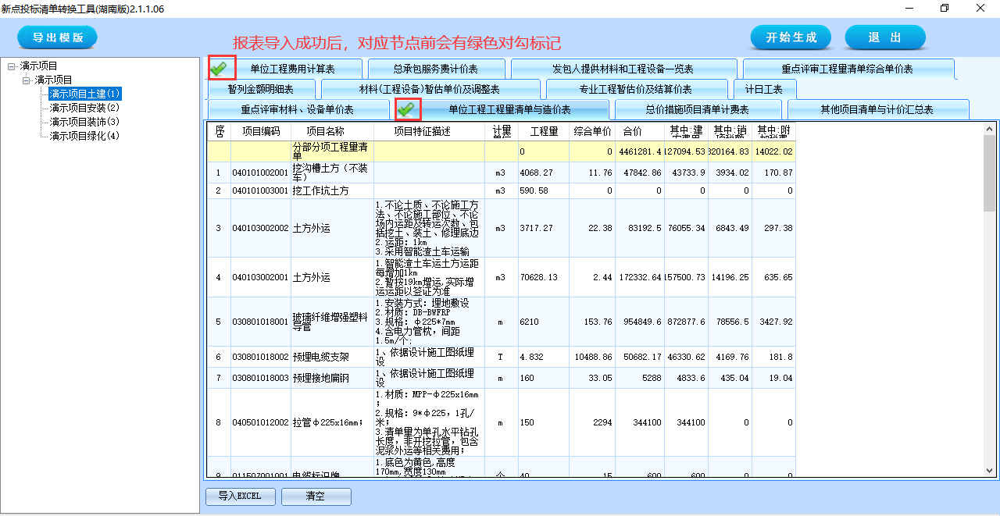 新点投标清单转换工具(湖南版)2.1.1.06
导出模版
报表导入成功后，对应节点前会有绿色对勾标记
开始生成
退 出
演示项目
演示项目
演示项目土建(1)
演示项目安装(2)
演示项目装饰(3)
演示项目绿化(4)
单位工程费用计算表 总承包服务费计价表 发包人提供材料和工程设备一览表 重点评审工程量清单综合单价表
暂列金额明细表 材料(工程设备)暂估单价及调整表 专业工程暂估价及结算价表 计日工表
重点评审材料、设备单价表 单位工程工程量清单与造价表 总价措施项目清单计费表 其他项目清单与计价汇总表
序号 项目编码 项目名称 项目特征描述 计量 工程量 综合单价 合价 其中:建 其中:销 其中:附
分部分项工程量清单 0 0 4461281.4 127094.53 820164.83 14022.02
1 040101002001 挖沟槽土方（不装车） m3 4068.27 11.76 47842.86 43733.9 3934.02 170.87
2 040101003001 挖工作坑土方 m3 590.58 0 0 0 0 0
3 040103002002 土方外运 m3 3717.27 22.38 83192.5 76055.34 6843.49 297.38
1.不论土质、不论施工方
法、不论施工部位、不论
场内运距及转运次数、包
括挖土、装土、修理底边
2.运距：1km
3.采用智能渣土车运输
4 040103002001 土方外运 m3 70628.13 2.44 172332.64 157500.73 14196.25 635.65
1.智能渣土车运土方运距
每增加1km
2.暂按19km增运,实际增
运运距以签证为准
5 030801018001 玻璃纤维增强塑料导管 m 6210 153.76 954849.6 872877.6 78556.5 3427.92
1.安装方式：埋地敷设
2.材质：DB-BWFRP
3.规格：φ225*7mm
4.含电力管枕，间距
1.5m/个;
6 030801018002 预埋电缆支架 T 4.832 10488.86 50682.17 46330.62 4169.76 181.8
1、依据设计施工图纸埋
设
7 030801018003 预埋接地扁钢 m 160 33.05 5288 4833.6 435.04 19.04
1、依据设计施工图纸埋
设
8 040501012002 拉管φ225x16mm; m 150 2294 344100 344100 0 0
1.材质：MPP-φ225x16mm
;
2.规格：9*φ225，1孔/
米;
3.清单量为单孔水平钻孔
长度，非开挖拉管，包含
泥浆外运等相关费用;
9 011507001001 电缆标识牌 个 40 15 600 600 0 0
1.底色为黄色,高度
170mm,宽度130mm
导入EXCEL
清空